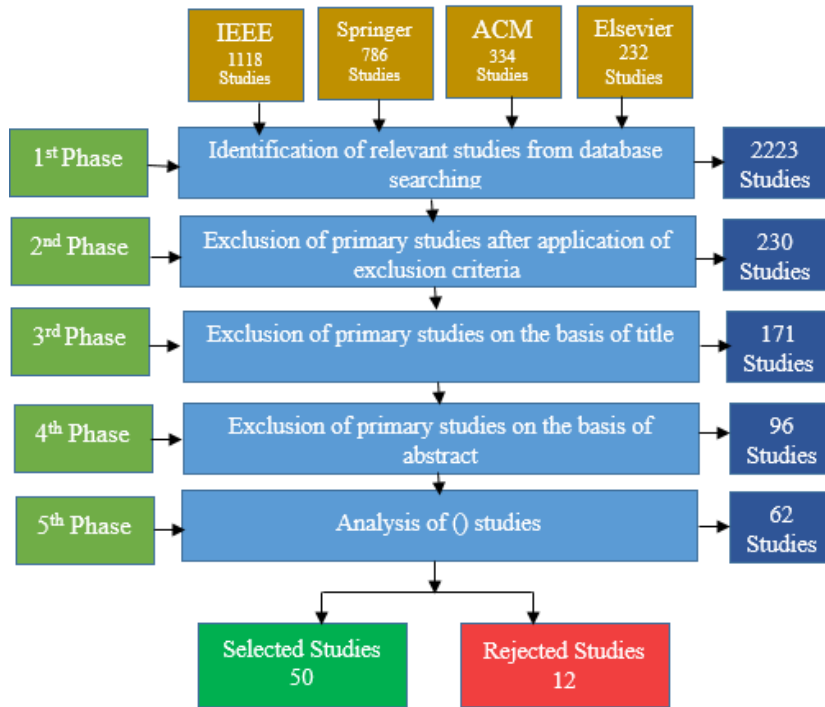 IEEE
1118
Studies
Springer
786
Studies
ACM
334
Studies
Elsevier
232
Studies
1st Phase
Identification of relevant studies from database
searching
2223
Studies
2nd Phase
Exclusion of primary studies after application of
exclusion criteria
230
Studies
3rd Phase
Exclusion of primary studies on the basis of title
171
Studies
4th Phase
Exclusion of primary studies on the basis of
abstract
96
Studies
5th Phase
Analysis of () studies
62
Studies
Selected Studies
50
Rejected Studies
12